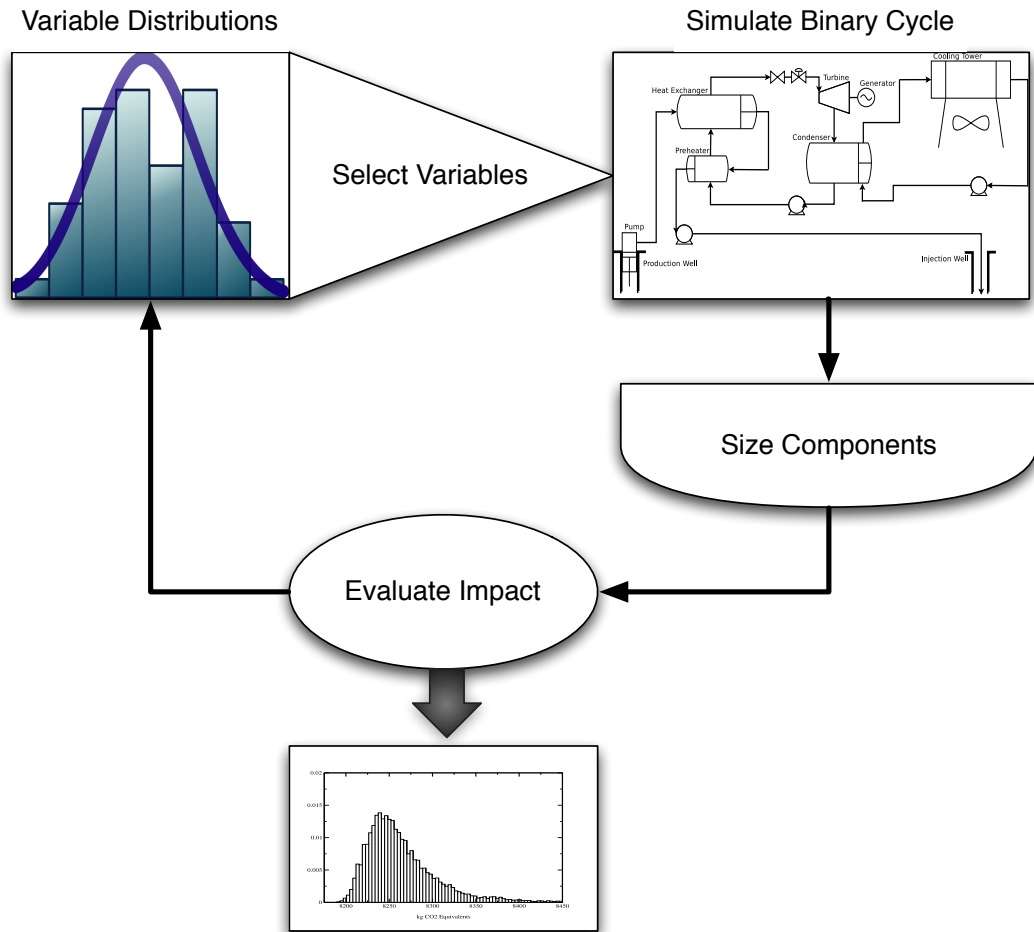 Variable Distributions
Simulate Binary Cycle
Select Variables
Cooling Tower
Turbine
Generator
Heat Exchanger
Condenser
Preheater
Pump
Production Well
Injection Well
Size Components
Evaluate Impact
0.02
0.015
0.01
0.005
0
8200 8250 8300 8350 8400 8450
kg CO2 Equivalents